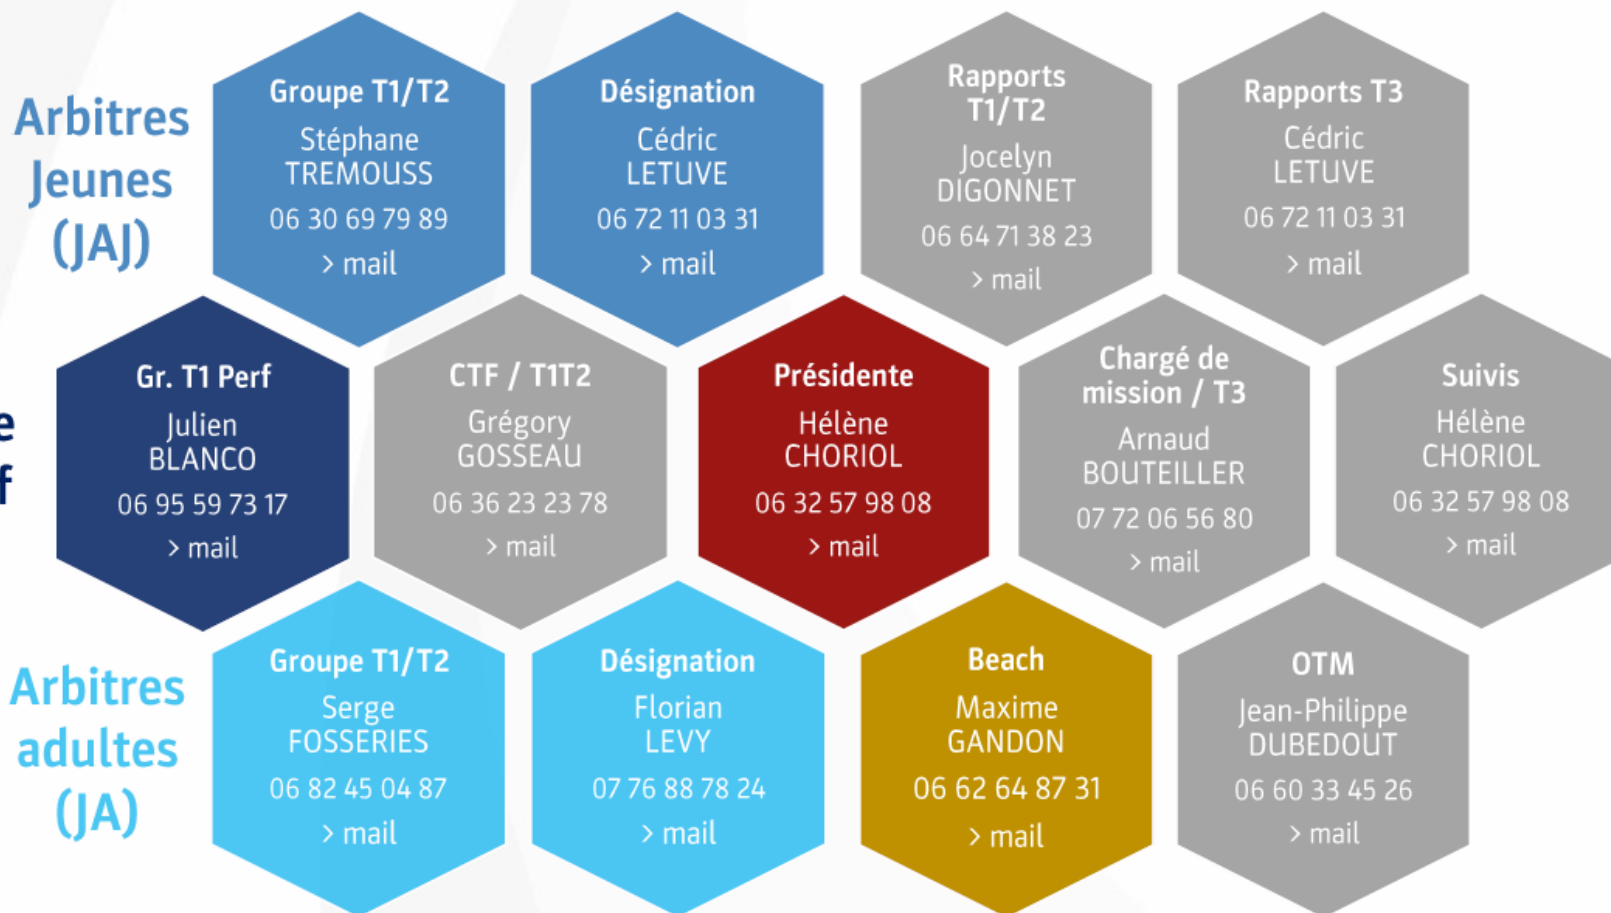 Arbitres
Jeunes
(JAJ)
Groupe T1/T2
Stéphane
TREMOUSS
06 30 69 79 89
> mail
Désignation
Cédric
LETUVE
06 72 11 03 31
> mail
Rapports
T1/T2
Jocelyn
DIGONNET
06 64 71 38 23
> mail
Rapports T3
Cédric
LETUVE
06 72 11 03 31
> mail
e
f
Gr. T1 Perf
Julien
BLANCO
06 95 59 73 17
> mail
CTF / T1T2
Grégory
GOSSEAU
06 36 23 23 78
> mail
Présidente
Hélène
CHORIOL
06 32 57 98 08
> mail
Chargé de
mission / T3
Arnaud
BOUTEILLER
07 72 06 56 80
> mail
Suivis
Hélène
CHORIOL
06 32 57 98 08
> mail
Arbitres
adultes
(JA)
Groupe T1/T2
Serge
FOSSERIES
06 82 45 04 87
> mail
Désignation
Florian
LEVY
07 76 88 78 24
> mail
Beach
Maxime
GANDON
06 62 64 87 31
> mail
OTM
Jean-Philippe
DUBEDOUT
06 60 33 45 26
> mail